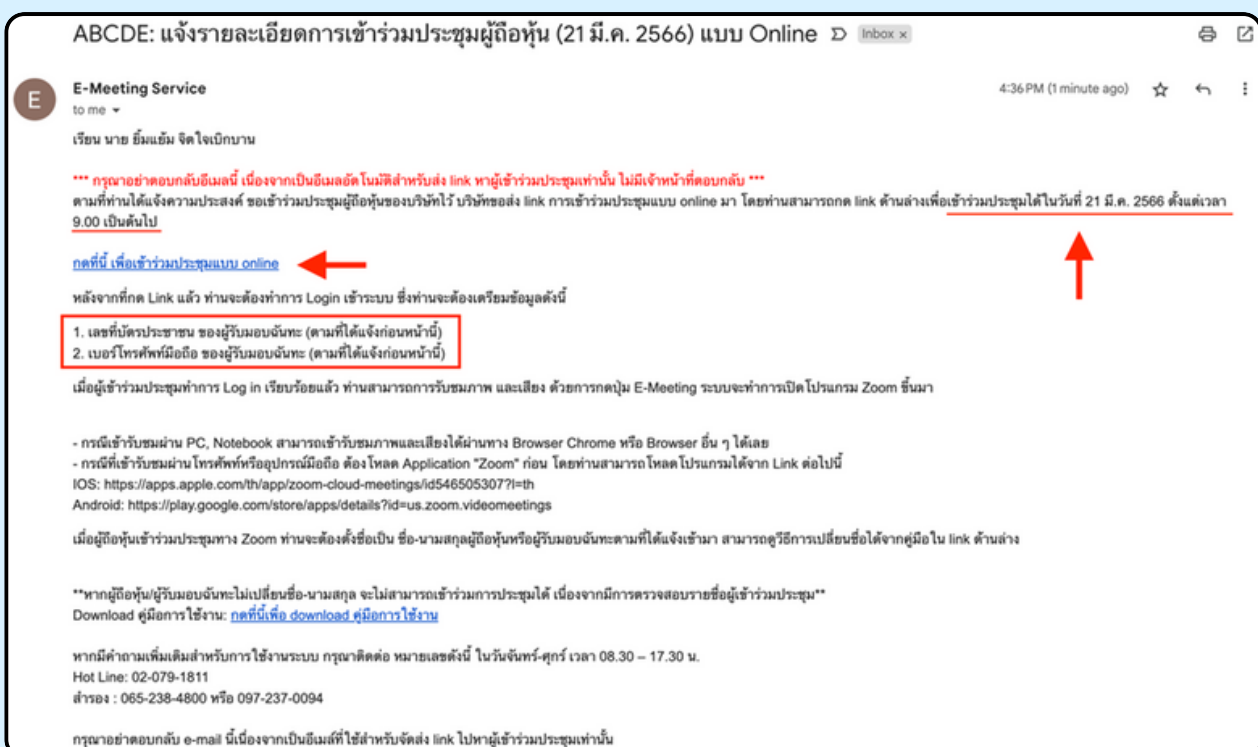 ABCDE: แจ้งรายละเอียดการเข้าร่วมประชุมผู้ถือหุ้น (21 มี.ค. 2566) แบบ Online Inbox ×
E
E-Meeting Service 4:36 PM (1 minute ago)
to me
เรียน นาย ยิ้มแย้ม จิตใจเบิกบาน
*** กรุณาอย่าตอบกลับอีเมลนี้ เนื่องจากเป็นอีเมลอัตโนมัติสำหรับส่ง link หาผู้เข้าร่วมประชุมเท่านั้น ไม่มีเจ้าหน้าที่ตอบกลับ ***
ตามที่ท่านได้แจ้งความประสงค์ ขอเข้าร่วมประชุมผู้ถือหุ้นของบริษัทไว้ บริษัทขอส่ง link การเข้าร่วมประชุมแบบ online มา โดยท่านสามารถกด link ด้านล่างเพื่อเข้าร่วมประชุมได้ในวันที่ 21 มี.ค. 2566 ตั้งแต่เวลา
9.00 เป็นต้นไป
กดที่นี่ เพื่อเข้าร่วมประชุมแบบ online
หลังจากที่กด Link แล้ว ท่านจะต้องทำการ Login เข้าระบบ ซึ่งท่านจะต้องเตรียมข้อมูลดังนี้
1. เลขที่บัตรประชาชน ของผู้รับมอบฉันทะ (ตามที่ได้แจ้งก่อนหน้านี้)
2. เบอร์โทรศัพท์มือถือ ของผู้รับมอบฉันทะ (ตามที่ได้แจ้งก่อนหน้านี้)
เมื่อผู้เข้าร่วมประชุมทำการ Log in เรียบร้อยแล้ว ท่านสามารถการรับชมภาพ และเสียง ด้วยการกดปุ่ม E-Meeting ระบบจะทำการเปิดโปรแกรม Zoom ขึ้นมา
- กรณีเข้ารับชมผ่าน PC, Notebook สามารถเข้ารับชมภาพและเสียงได้ผ่านทาง Browser Chrome หรือ Browser อื่น ๆ ได้เลย
- กรณีที่เข้ารับชมผ่านโทรศัพท์หรืออุปกรณ์มือถือ ต้องโหลด Application "Zoom" ก่อน โดยท่านสามารถโหลดโปรแกรมได้จาก Link ต่อไปนี้
IOS: https://apps.apple.com/th/app/zoom-cloud-meetings/id546505307?l=th
Android: https://play.google.com/store/apps/details?id=us.zoom.videomeetings
เมื่อผู้ถือหุ้นเข้าร่วมประชุมทาง Zoom ท่านจะต้องตั้งชื่อเป็น ชื่อ-นามสกุลผู้ถือหุ้นหรือผู้รับมอบฉันทะตามที่ได้แจ้งเข้ามา สามารถดูวิธีการเปลี่ยนชื่อได้จากคู่มือใน link ด้านล่าง
**หากผู้ถือหุ้น/ผู้รับมอบฉันทะไม่เปลี่ยนชื่อ-นามสกุล จะไม่สามารถเข้าร่วมการประชุมได้ เนื่องจากมีการตรวจสอบรายชื่อผู้เข้าร่วมประชุม**
Download คู่มือการใช้งาน: กดที่นี่เพื่อ download คู่มือการใช้งาน
หากมีคำถามเพิ่มเติมสำหรับการใช้งานระบบ กรุณาติดต่อ หมายเลขดังนี้ ในวันจันทร์-ศุกร์ เวลา 08.30 – 17.30 น.
Hot Line: 02-079-1811
สำรอง : 065-238-4800 หรือ 097-237-0094
กรุณาอย่าตอบกลับ e-mail นี้เนื่องจากเป็นอีเมล์ที่ใช้สำหรับจัดส่ง link ไปหาผู้เข้าร่วมประชุมเท่านั้น